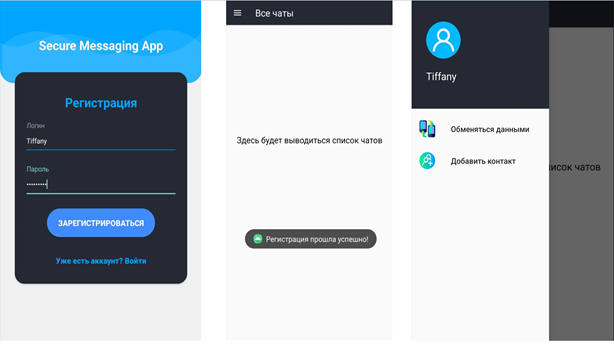 Secure Messaging App
Регистрация
Логин
Tiffany
Пароль
ЗАРЕГИСТРИРОВАТЬСЯ
Уже есть аккаунт? Войти
Все чаты
Здесь будет выводиться список чатов
Регистрация прошла успешно!
Tiffany
Обменяться данными
Добавить контакт
писок чатов